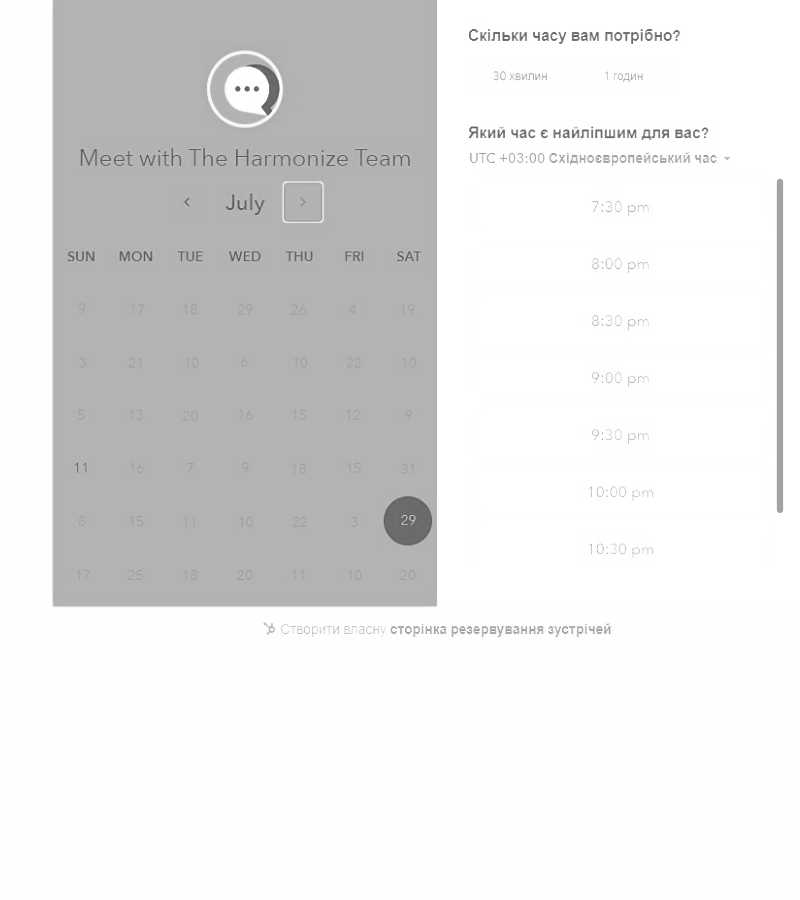 Meet with The Harmonize Team
July
SUN MON TUE WED THU FRI SAT
9 17 18 29 26 4 19
3 21 10 6 10 22 10
5 13 20 16 15 12 9
11 16 7 9 18 15 31
8 15 11 10 22 3 29
17 25 18 20 11 10 20
Скільки часу вам потрібно?
30 хвилин 1 годин
Який час є найліпшим для вас?
UTC +03:00 Східноєвропейський час
7:30 pm
8:00 pm
8:30 pm
9:00 pm
9:30 pm
10:00 pm
10:30 pm
Створити власну сторінка резервування зустрічей